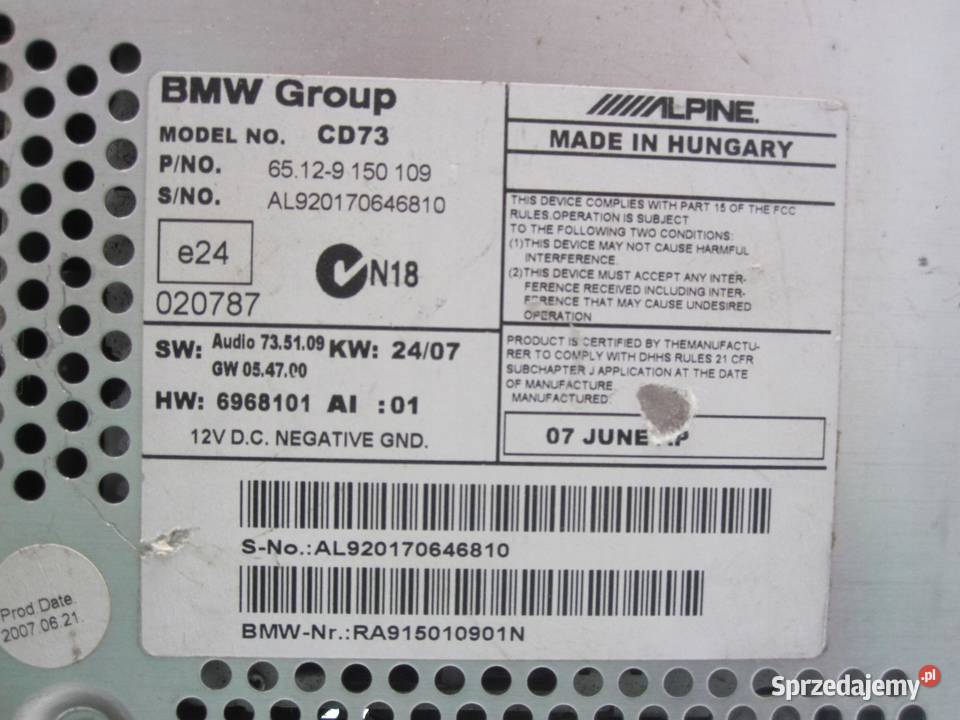 BMW Group
MODEL NO. CD73
P/NO. 65.12-9 150 109
S/NO. AL920170646810
e24
020787
N18
SW: Audio 73.51.09 KW: 24/07
GW 05.47.00
HW: 6968101 AI :01
12V D.C. NEGATIVE GND.
ALPINE.
MADE IN HUNGARY
THIS DEVICE COMPLIES WITH PART 15 OF THE FCC
RULES.OPERATION IS SUBJECT
TO THE FOLLOWING TWO CONDITIONS:
(1)THIS DEVICE MAY NOT CAUSE HARMFUL
INTERFERENCE.
(2)THIS DEVICE MUST ACCEPT ANY INTER-
FERENCE RECEIVED INCLUDING INTER-
FERENCE THAT MAY CAUSE UNDESIRED
OPERATION
PRODUCT IS CERTIFIED BY THEMANUFACTU-
RER TO COMPLY WITH DHHS RULES 21 CFR
SUBCHAPTER J APPLICATION AT THE DATE
OF MANUFACTURE
MANUFACTURED:
07 JUNE
S-No.:AL920170646810
BMW-Nr.:RA915010901N
Prod.Date.
2007.06.21.
Sprzedajemy.pl